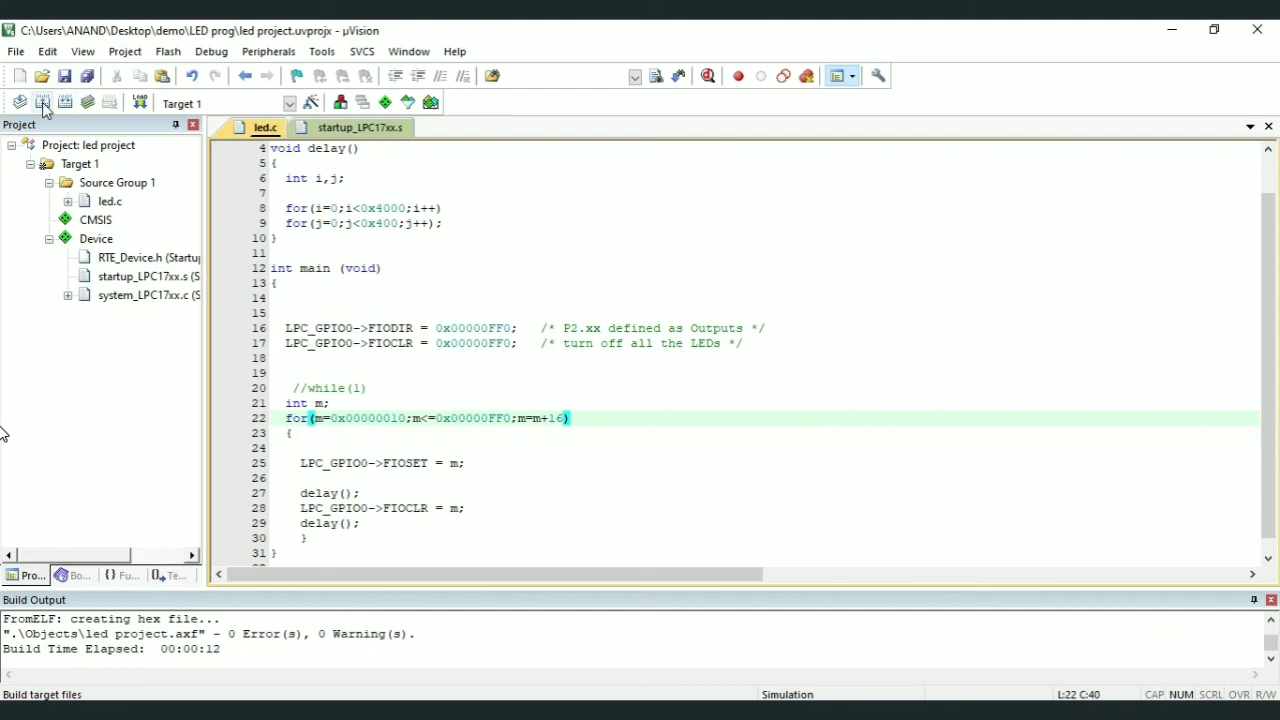 C:\Users\ANAND\Desktop\demo\LED prog\led project.uvprojx - µVision
File Edit View Project Flash Debug Peripherals Tools SVCS Window Help
LOAD
Target 1
Project
led.c
startup_LPC17xx.s
Project: led project
Target 1
Source Group 1
led.c
CMSIS
Device
RTE_Device.h (Startu
startup_LPC17xx.s (S
system_LPC17xx.c (S
4 void delay()
5 {
6 int i,j;
7
8 for(i=0;i<0x4000;i++)
9 for(j=0;j<0x400;j++);
10 }
11
12 int main (void)
13 {
14
15
16 LPC_GPIO0->FIODIR = 0x00000FF0; /* P2.xx defined as Outputs */
17 LPC_GPIO0->FIOCLR = 0x00000FF0; /* turn off all the LEDs */
18
19
20 //while(1)
21 int m;
22 for(m=0x00000010;m<=0x00000FF0;m=m+16)
23 {
24
25 LPC_GPIO0->FIOSET = m;
26
27 delay();
28 LPC_GPIO0->FIOCLR = m;
29 delay();
30 }
31 }
Pro... Bo... {} Fu... Te...
Build Output
FromELF: creating hex file...
".\Objects\led project.axf" - 0 Error(s), 0 Warning(s).
Build Time Elapsed: 00:00:12
Build target files
Simulation
L:22 C:40
CAP NUM SCRL OVR R/W